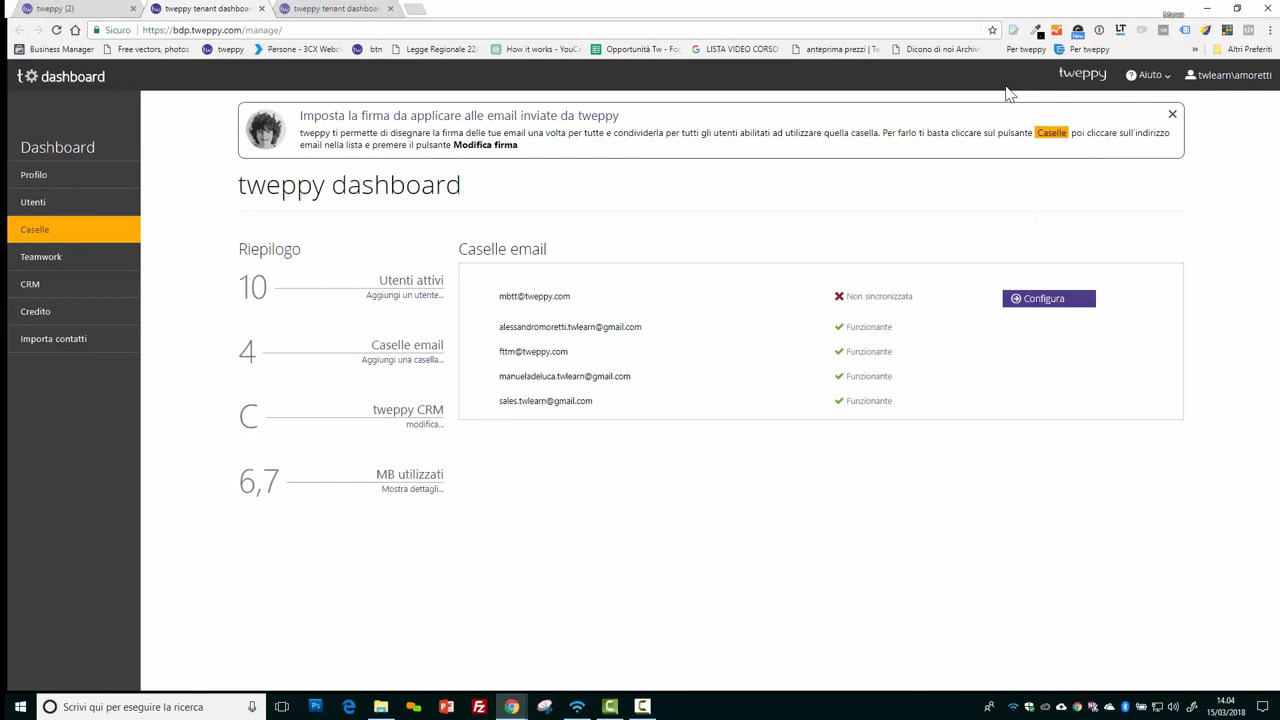 tweppy (2)
tweppy tenant dashboar
tweppy tenant dashboar
Marzo
Sicuro
https://bdp.tweppy.com/manage/
Business Manager
Free vectors, photos
tweppy
Persone - 3CX Webc
btm
Legge Regionale 22/
How it works - YouC
Opportunità Tw - Fog
LISTA VIDEO CORSO
anteprima prezzi | Tw
Dicono di noi Archiv
Per tweppy
Per tweppy
»
Altri Preferiti
dashboard
tweppy
Aiuto
twlearn\amoretti
Imposta la firma da applicare alle email inviate da tweppy
tweppy ti permette di disegnare la firma delle tue email una volta per tutte e condividerla per tutti gli utenti abilitati ad utilizzare quella casella. Per farlo ti basta cliccare sul pulsante Caselle poi cliccare sull'indirizzo
email nella lista e premere il pulsante Modifica firma
Dashboard
Profilo
Utenti
Caselle
Teamwork
CRM
Credito
Importa contatti
tweppy dashboard
Riepilogo
10
Utenti attivi
Aggiungi un utente...
4
Caselle email
Aggiungi una casella...
C
tweppy CRM
modifica...
6,7
MB utilizzati
Mostra dettagli...
Caselle email
mbtt@tweppy.com
Non sincronizzata
Configura
alessandromoretti.twlearn@gmail.com
Funzionante
fttm@tweppy.com
Funzionante
manueladeluca.twlearn@gmail.com
Funzionante
sales.twlearn@gmail.com
Funzionante
Scrivi qui per eseguire la ricerca
14.04
15/03/2018